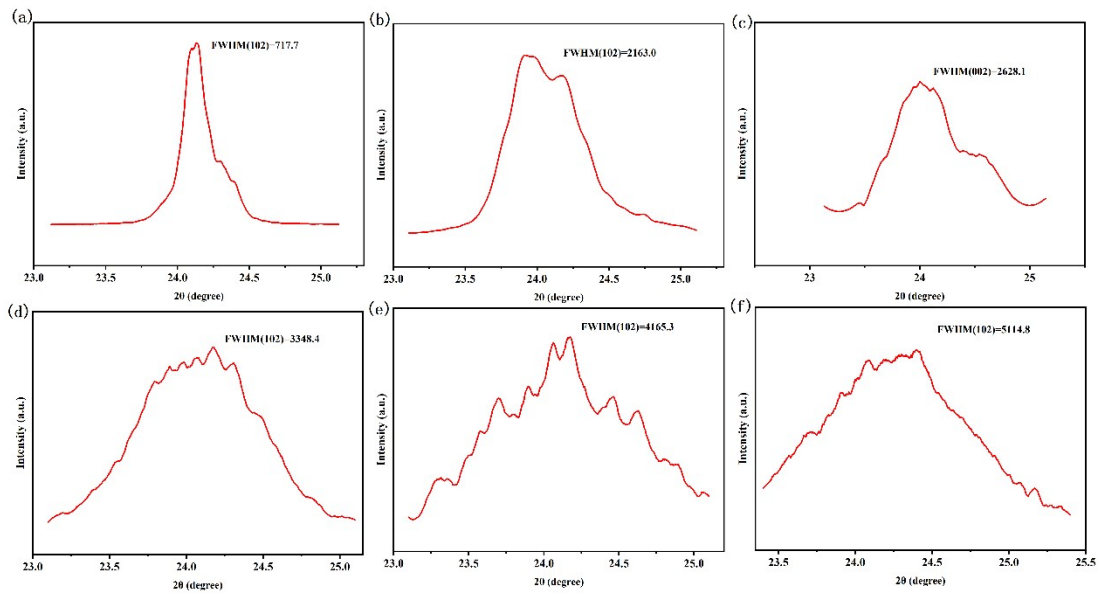 (a)
FWHM(102)=717.7
Intensity (a.u.)
23.0 23.5 24.0 24.5 25.0
2θ (degree)
(b)
FWHM(102)=2163.0
Intensity (a.u.)
23.0 23.5 24.0 24.5 25.0
2θ (degree)
(c)
FWHM(002)=2628.1
Intensity (a.u.)
23 24 25
2θ (degree)
(d)
FWHM(102)=3348.4
Intensity (a.u.)
23.0 23.5 24.0 24.5 25.0
2θ (degree)
(e)
FWHM(102)=4165.3
Intensity (a.u.)
23.0 23.5 24.0 24.5 25.0
2θ (degree)
(f)
FWHM(102)=5114.8
Intensity (a.u.)
23.5 24.0 24.5 25.0 25.5
2θ (degree)